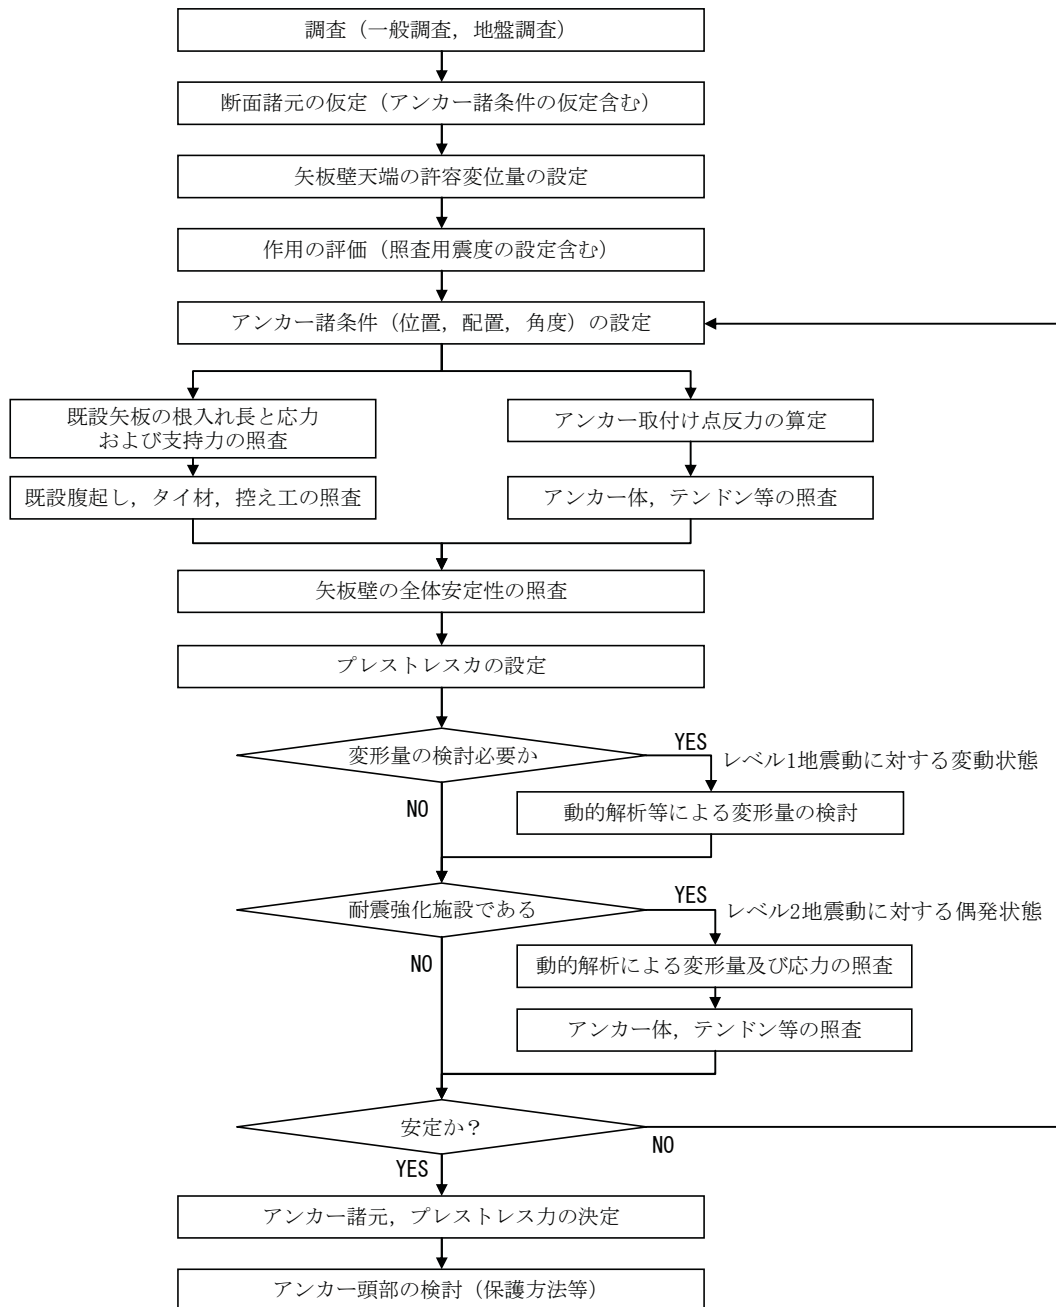 調査（一般調査，地盤調査）
断面諸元の仮定（アンカー諸条件の仮定含む）
矢板壁天端の許容変位量の設定
作用の評価（照査用震度の設定含む）
アンカー諸条件（位置，配置，角度）の設定
既設矢板の根入れ長と応力
および支持力の照査
アンカー取付け点反力の算定
既設腹起し，タイ材，控え工の照査
アンカー体，テンドン等の照査
矢板壁の全体安定性の照査
プレストレス力の設定
変形量の検討必要か
YES
レベル1地震動に対する変動状態
NO
動的解析等による変形量の検討
耐震強化施設である
YES
レベル2地震動に対する偶発状態
NO
動的解析による変形量及び応力の照査
アンカー体，テンドン等の照査
安定か？
NO
YES
アンカー諸元，プレストレス力の決定
アンカー頭部の検討（保護方法等）